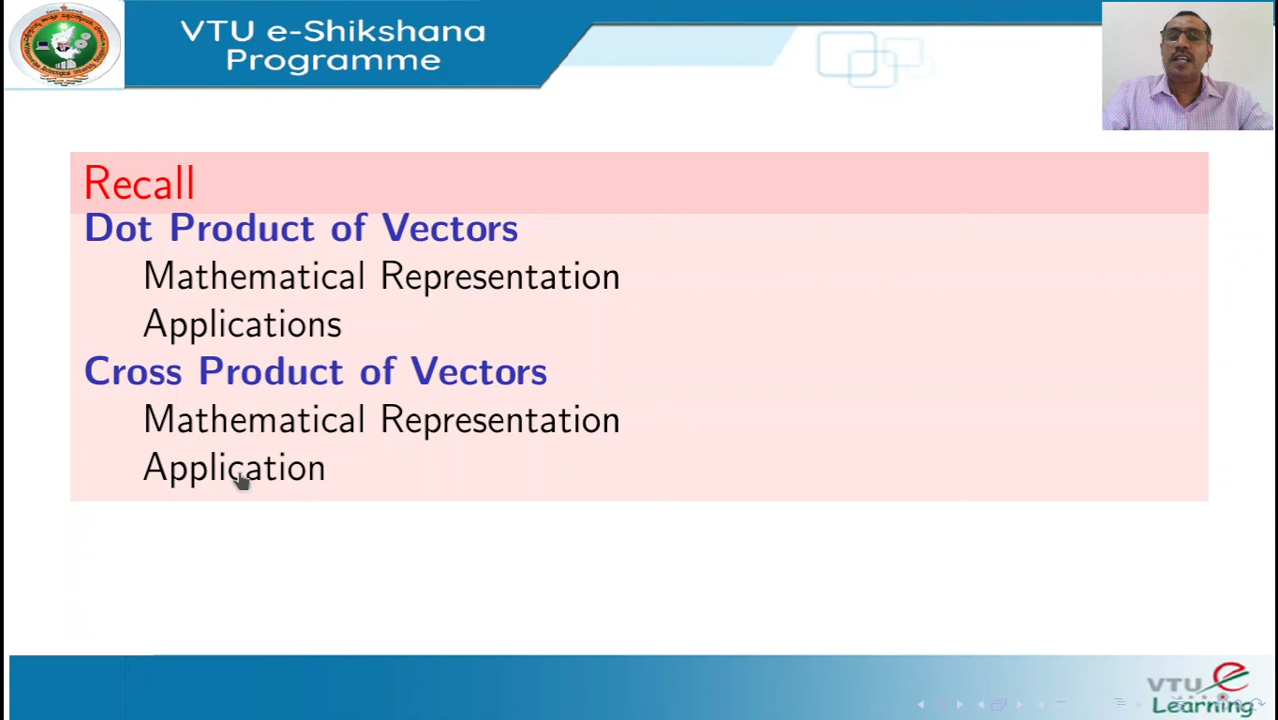 VTU e-Shikshana
Programme
Recall
Dot Product of Vectors
Mathematical Representation
Applications
Cross Product of Vectors
Mathematical Representation
Application
VTU e
Learning